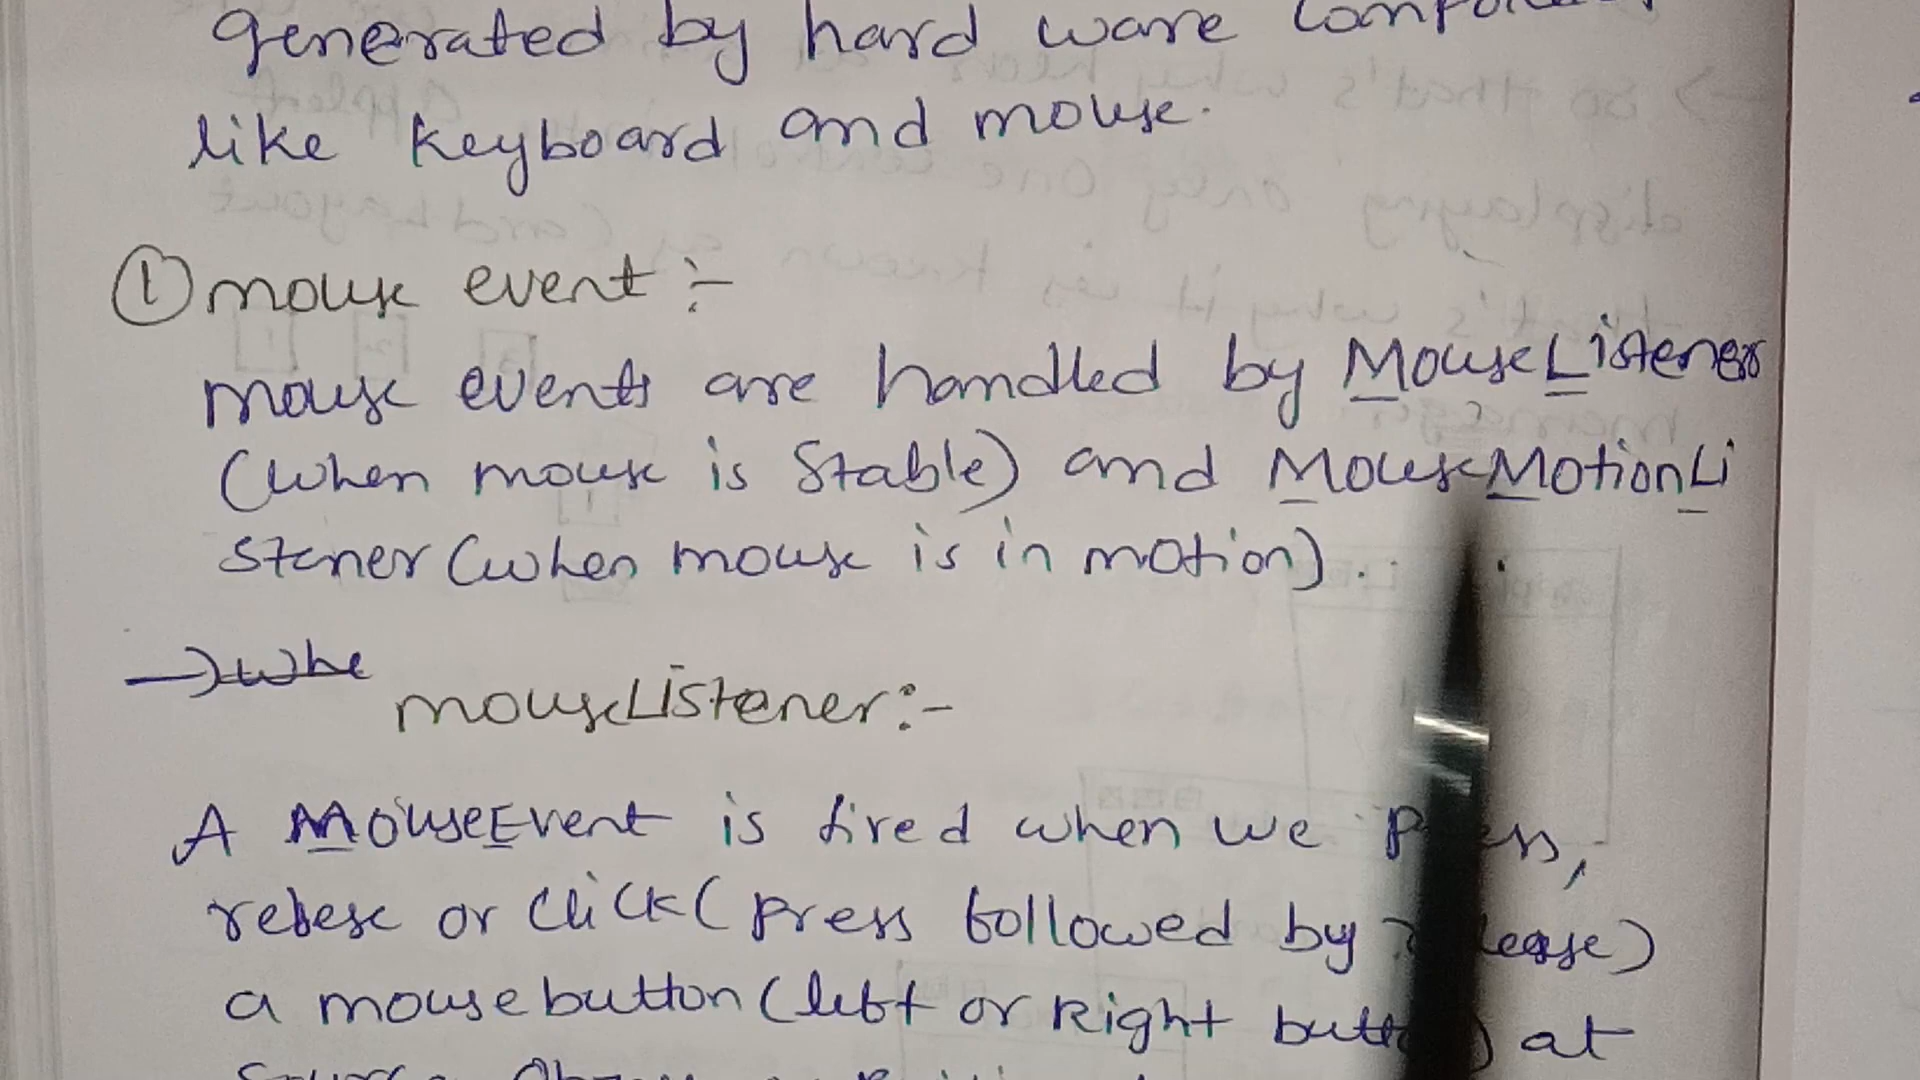 generated by hard ware
like keyboard and mouse.
① mouse event :-
mouse events are handled by MouseListener
(when mouse is Stable) and MouseMotionLi
stener (when mouse is in motion).
→ whe
mouseListener:-
A MouseEvent is fired when we
relese or click (press followed by
a mouse button (left or Right at